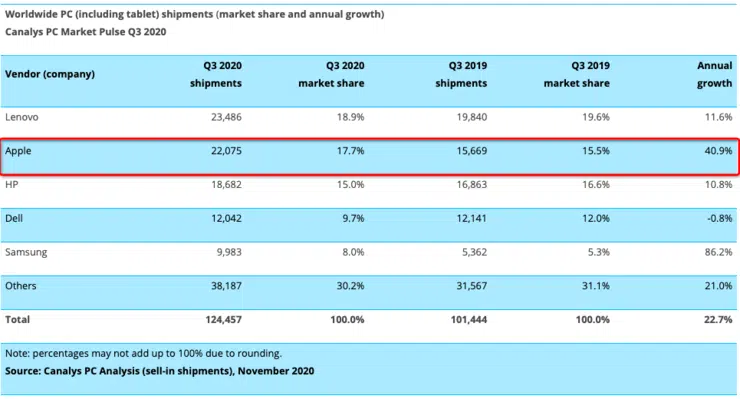 Worldwide PC (including tablet) shipments (market share and annual growth)
Canalys PC Market Pulse Q3 2020
Vendor (company) Q3 2020 shipments Q3 2020 market share Q3 2019 shipments Q3 2019 market share Annual growth
Lenovo 23,486 18.9% 19,840 19.6% 11.6%
Apple 22,075 17.7% 15,669 15.5% 40.9%
HP 18,682 15.0% 16,863 16.6% 10.8%
Dell 12,042 9.7% 12,141 12.0% -0.8%
Samsung 9,983 8.0% 5,362 5.3% 86.2%
Others 38,187 30.2% 31,567 31.1% 21.0%
Total 124,457 100.0% 101,444 100.0% 22.7%
Note: percentages may not add up to 100% due to rounding.
Source: Canalys PC Analysis (sell-in shipments), November 2020